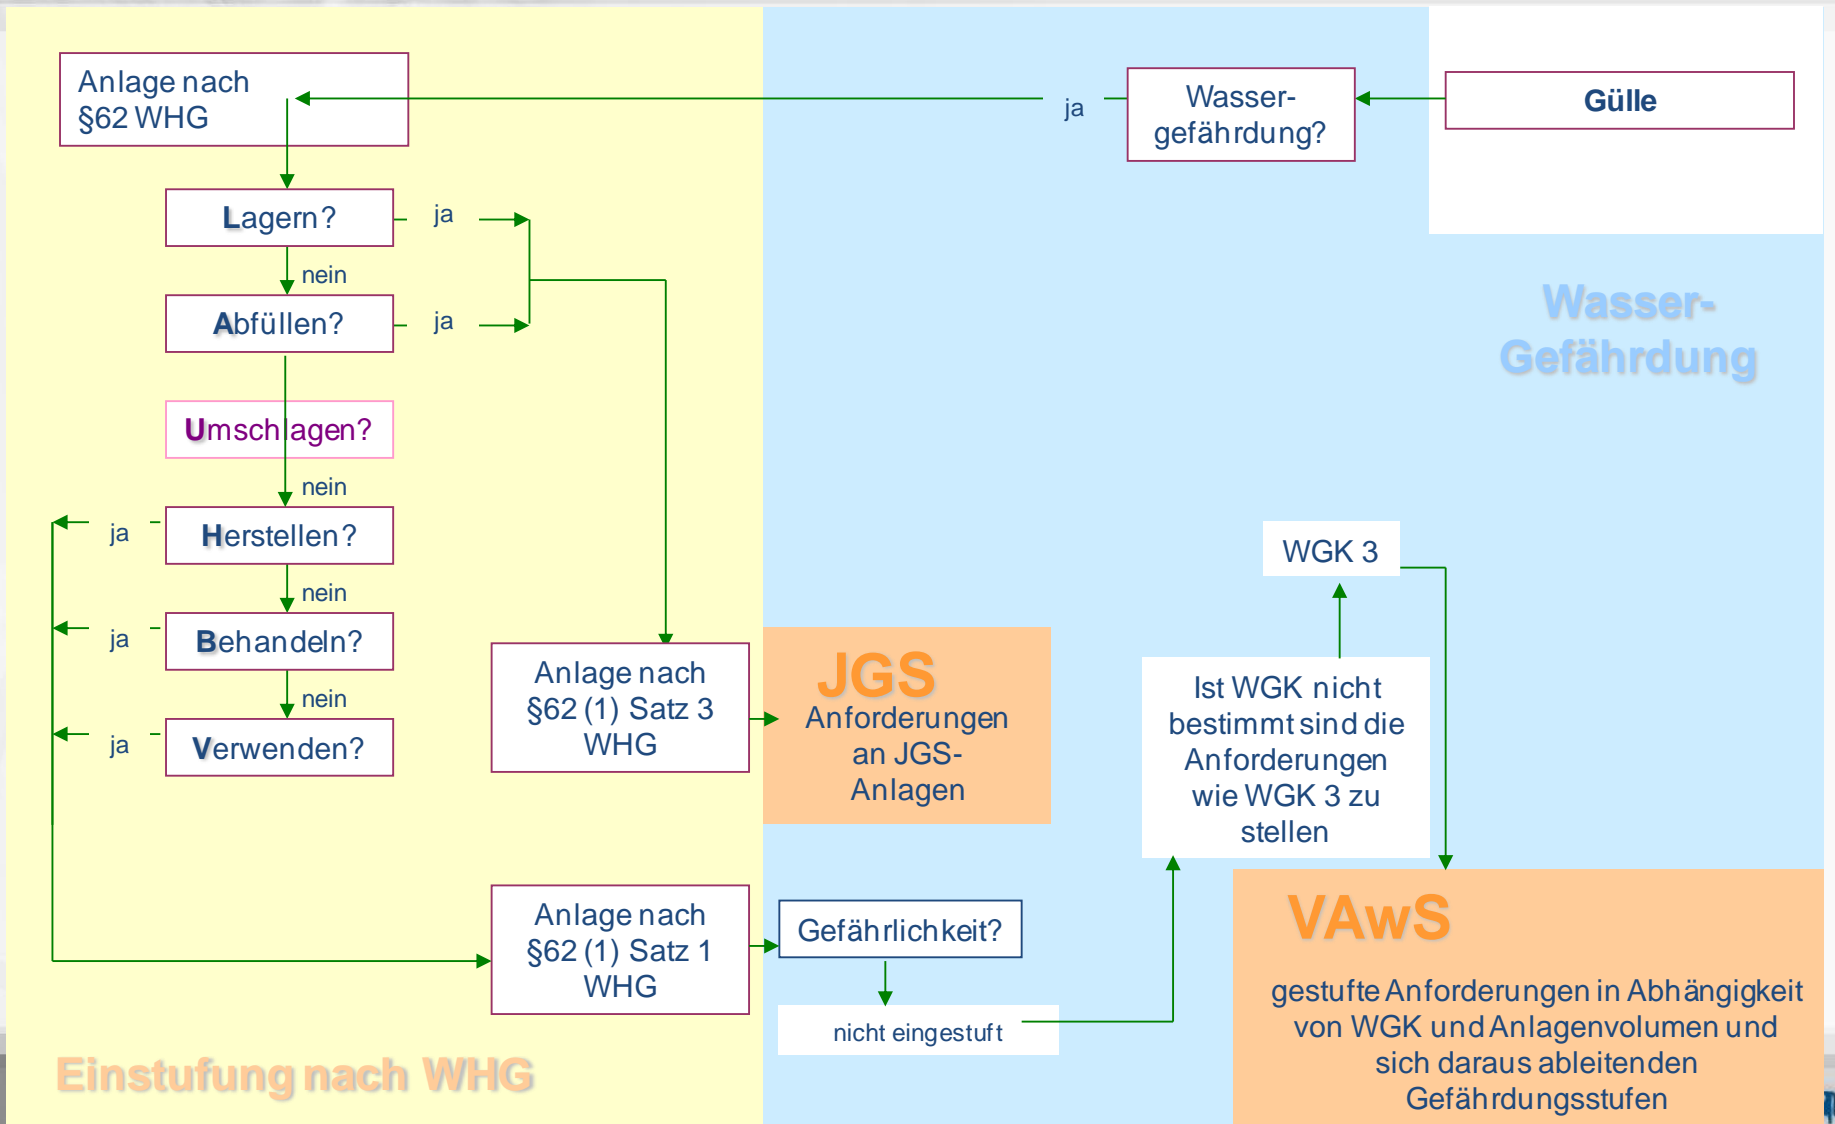 Anlage nach
§62 WHG
ja
Wasser-
gefährdung?
Gülle
Lagern?
ja
nein
Abfüllen?
ja
Umschlagen?
nein
Herstellen?
ja
nein
Behandeln?
ja
nein
Verwenden?
ja
Wasser-
Gefährdung
Anlage nach
§62 (1) Satz 3
WHG
JGS
Anforderungen
an JGS-
Anlagen
Anlage nach
§62 (1) Satz 1
WHG
Gefährlichkeit?
nicht eingestuft
WGK 3
Ist WGK nicht
bestimmt sind die
Anforderungen
wie WGK 3 zu
stellen
VAwS
gestufte Anforderungen in Abhängigkeit
von WGK und Anlagenvolumen und
sich daraus ableitenden
Gefährdungsstufen
Einstufung nach WHG